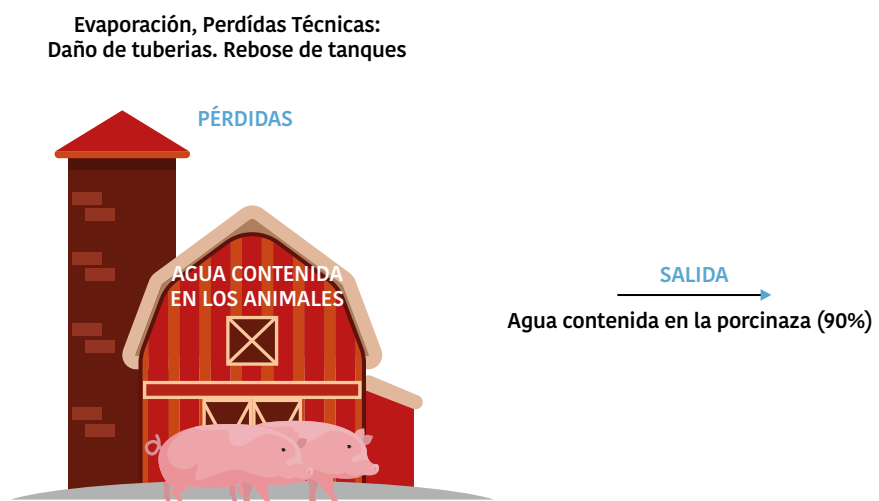 Evaporación, Perdídas Técnicas:
Daño de tuberias. Rebose de tanques
PÉRDIDAS
AGUA CONTENIDA
EN LOS ANIMALES
SALIDA
Agua contenida en la porcinaza (90%)